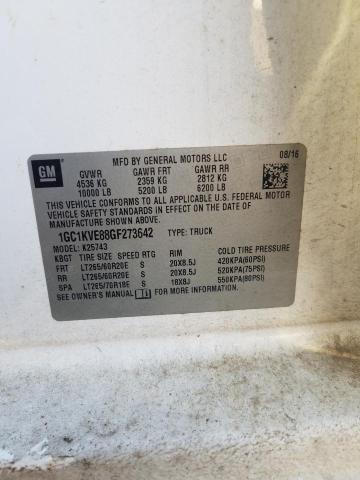 GM
MFD BY GENERAL MOTORS LLC 08/16
GVWR GAWR FRT GAWR RR
4536 KG 2359 KG 2812 KG
10000 LB 5200 LB 6200 LB
THIS VEHICLE CONFORMS TO ALL APPLICABLE U.S. FEDERAL MOTOR
VEHICLE SAFETY STANDARDS IN EFFECT ON THE DATE OF
MANUFACTURE SHOWN ABOVE.
1GC1KVE88GF273642 TYPE: TRUCK
MODEL: K25743
KBGT TIRE SIZE SPEED RTG RIM COLD TIRE PRESSURE
FRT LT265/60R20E S 20X8.5J 420KPA(60PSI)
RR LT265/60R20E S 20X8.5J 520KPA(75PSI)
SPA LT265/70R18E S 18X8J 550KPA(80PSI)
SEE OWNER'S MANUAL FOR MORE INFORMATION.